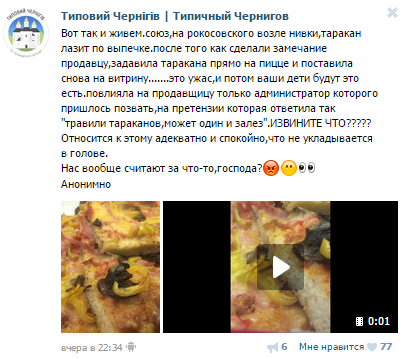 Типовий Чернігів | Типичный Чернигов
Вот так и живем.союз,на рокосовского возле нивки,таракан
лазит по выпечке.после того как сделали замечание
продавцу,задавила таракана прямо на пицце и поставила
снова на витрину.......это ужас,и потом ваши дети будут это
есть.повлияла на продавщицу только администратор которого
пришлось позвать,на претензии которая ответила так
"травили тараканов,может один и залез".ИЗВИНИТЕ ЧТО?????
Относится к этому адекватно и спокойно,что не укладывается
в голове.
Нас вообще считают за что-то,господа?😡😬👀
Анонимно
0:01
вчера в 22:34
6
Мне нравится
77